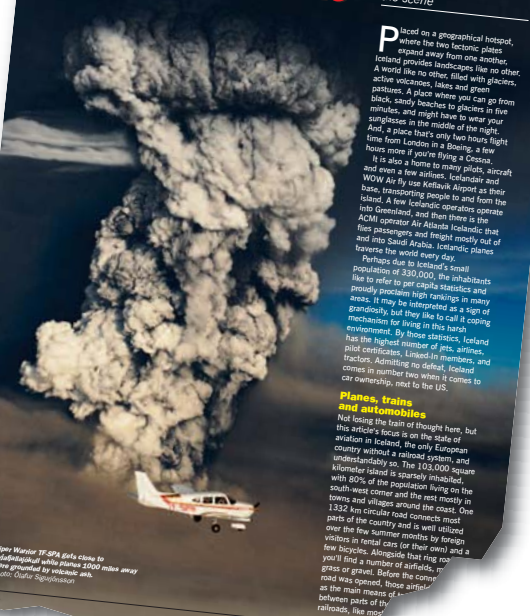 scene
Placed on a geographical hotspot,
where the two tectonic plates
expand away from one another,
Iceland provides landscapes like no other.
A world like no other, filled with glaciers,
active volcanoes, lakes and green
pastures. A place where you can go from
black, sandy beaches to glaciers in five
minutes, and might have to wear your
sunglasses in the middle of the night.
And, a place that's only two hours flight
time from London in a Boeing, a few
hours more if you're flying a Cessna.
It is also a home to many pilots, aircraft
and even a few airlines. Icelandair and
WOW Air fly use Keflavik Airport as their
base, transporting people to and from the
island. A few Icelandic operators operate
into Greenland, and then there is the
ACMI operator Air Atlanta Icelandic that
flies passengers and freight mostly out of
and into Saudi Arabia. Icelandic planes
traverse the world every day.
Perhaps due to Iceland's small
population of 330,000, the inhabitants
like to refer to per capita statistics and
proudly proclaim high rankings in many
areas. It may be interpreted as a sign of
grandiosity, but they like to call it coping
mechanism for living in this harsh
environment. By those statistics, Iceland
has the highest number of jets, airlines,
pilot certificates, Linked-In members, and
tractors. Admitting no defeat, Iceland
comes in number two when it comes to
car ownership, next to the US.
Planes, trains
and automobiles
Not losing the train of thought here, but
this article's focus is on the state of
aviation in Iceland, the only European
country without a railroad system, and
understandably so. The 103,000 square
kilometer island is sparsely inhabited,
with 80% of the population living on the
south-west corner and the rest mostly in
towns and villages around the coast. One
1332 km circular road connects most
parts of the country and is well utilized
over the few summer months by foreign
visitors in rental cars (or their own) and a
few bicycles. Alongside that ring
you'll find a number of airfields,
grass or gravel. Before the
road was opened, those
as the main means of
between parts of
railroads, like
Warrior TF-SPA gets close to
while planes 1000 miles away
were grounded by volcanic ash.
Ólafur Sigurjónsson